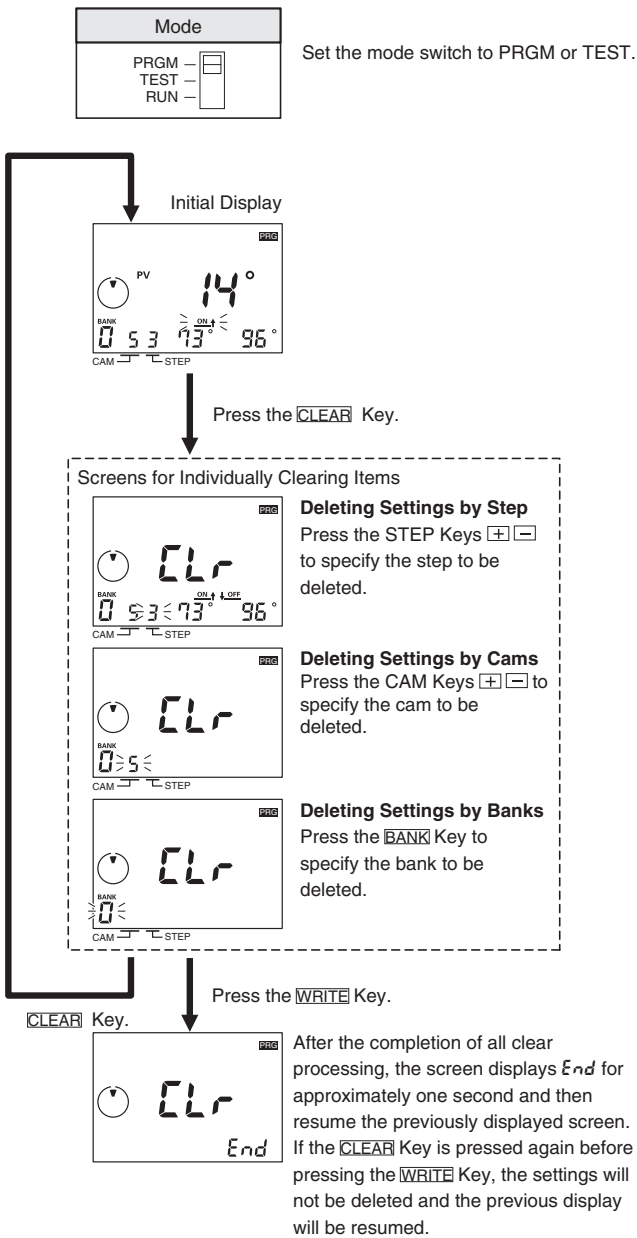 Mode
PRGM
TEST
RUN
Set the mode switch to PRGM or TEST.
Initial Display
PRG
PV
14°
BANK
ON
0 5 3 73° 96°
CAM STEP
Press the CLEAR Key.
Screens for Individually Clearing Items
PRG
CLr
BANK
ON OFF
0 5 3 73° 96°
CAM STEP
Deleting Settings by Step
Press the STEP Keys + −
to specify the step to be
deleted.
PRG
CLr
BANK
0 5
CAM STEP
Deleting Settings by Cams
Press the CAM Keys + − to
specify the cam to be
deleted.
PRG
CLr
BANK
0
CAM STEP
Deleting Settings by Banks
Press the BANK Key to
specify the bank to be
deleted.
Press the WRITE Key.
CLEAR Key.
PRG
CLr
End
After the completion of all clear
processing, the screen displays End for
approximately one second and then
resume the previously displayed screen.
If the CLEAR Key is pressed again before
pressing the WRITE Key, the settings will
not be deleted and the previous display
will be resumed.